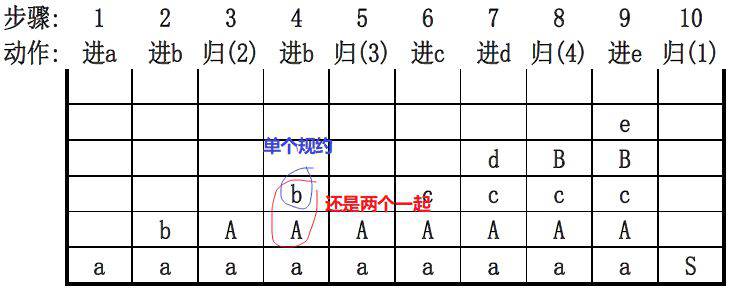 步骤: 1 2 3 4 5 6 7 8 9 10
动作: 进a 进b 归(2) 进b 归(3) 进c 进d 归(4) 进e 归(1)
e
单个规约
d B B
b c c c c
还是两个一起
b A A A A A A A
a a a a a a a a a S